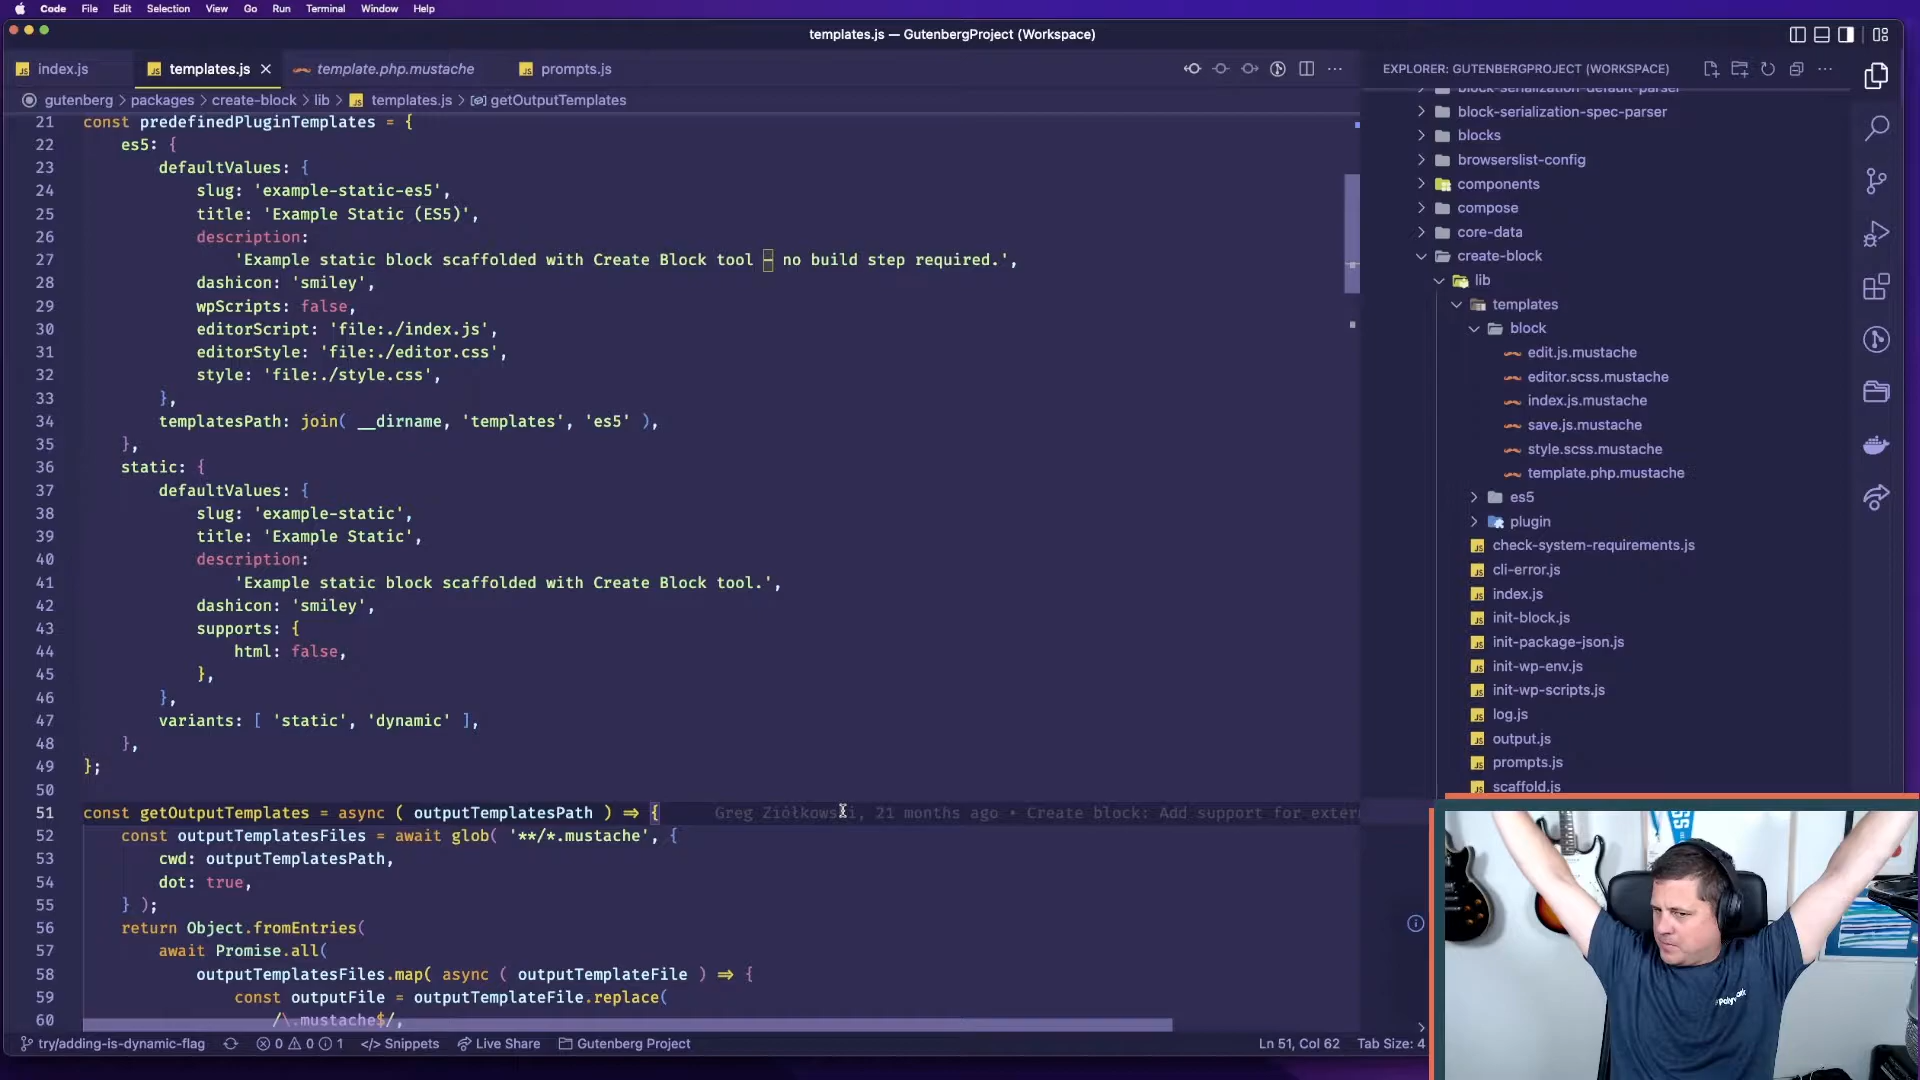 Code File Edit Selection View Go Run Terminal Window Help
templates.js — GutenbergProject (Workspace)
index.js templates.js template.php.mustache prompts.js
gutenberg > packages > create-block > lib > templates.js > getOutputTemplates
21 const predefinedPluginTemplates = {
22 es5: {
23 defaultValues: {
24 slug: 'example-static-es5',
25 title: 'Example Static (ES5)',
26 description:
27 'Example static block scaffolded with Create Block tool – no build step required.',
28 dashicon: 'smiley',
29 wpScripts: false,
30 editorScript: 'file:./index.js',
31 editorStyle: 'file:./editor.css',
32 style: 'file:./style.css',
33 },
34 templatesPath: join( __dirname, 'templates', 'es5' ),
35 },
36 static: {
37 defaultValues: {
38 slug: 'example-static',
39 title: 'Example Static',
40 description:
41 'Example static block scaffolded with Create Block tool.',
42 dashicon: 'smiley',
43 supports: {
44 html: false,
45 },
46 },
47 variants: [ 'static', 'dynamic' ],
48 },
49 };
50
51 const getOutputTemplates = async ( outputTemplatesPath ) => { Greg Ziółkowski, 21 months ago • Create block: Add support for exter
52 const outputTemplatesFiles = await glob( '**/*.mustache', {
53 cwd: outputTemplatesPath,
54 dot: true,
55 } );
56 return Object.fromEntries(
57 await Promise.all(
58 outputTemplatesFiles.map( async ( outputTemplateFile ) => {
59 const outputFile = outputTemplateFile.replace(
60 /\.mustache$/,
EXPLORER: GUTENBERGPROJECT (WORKSPACE)
block-serialization-default-parser
block-serialization-spec-parser
blocks
browserslist-config
components
compose
core-data
create-block
lib
templates
block
edit.js.mustache
editor.scss.mustache
index.js.mustache
save.js.mustache
style.scss.mustache
template.php.mustache
es5
plugin
check-system-requirements.js
cli-error.js
index.js
init-block.js
init-package-json.js
init-wp-env.js
init-wp-scripts.js
log.js
output.js
prompts.js
scaffold.js
try/adding-is-dynamic-flag 0 0 1 </> Snippets Live Share Gutenberg Project Ln 51, Col 62 Tab Size: 4